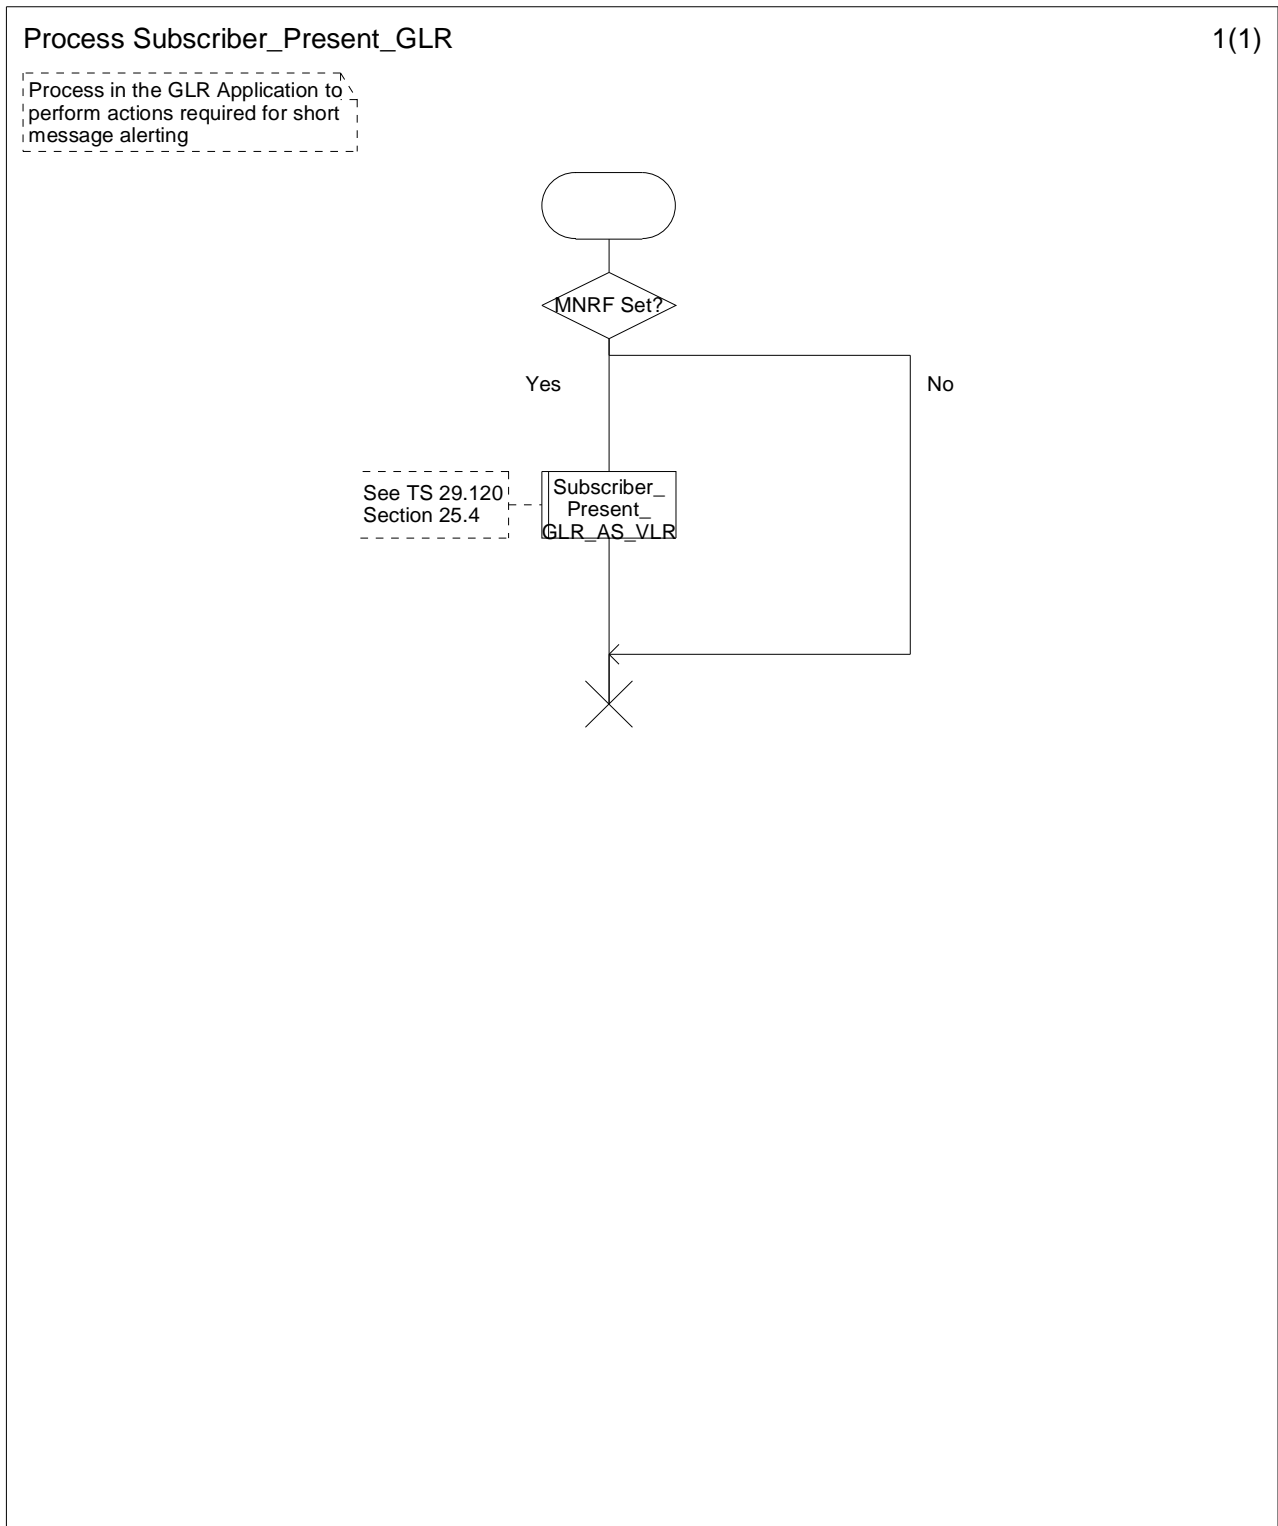 Process Subscriber_Present_GLR
1(1)
Process in the GLR Application to
perform actions required for short
message alerting
MNRF Set?
Yes
No
See TS 29.120
Section 25.4
Subscriber_
Present_
GLR_AS_VLR